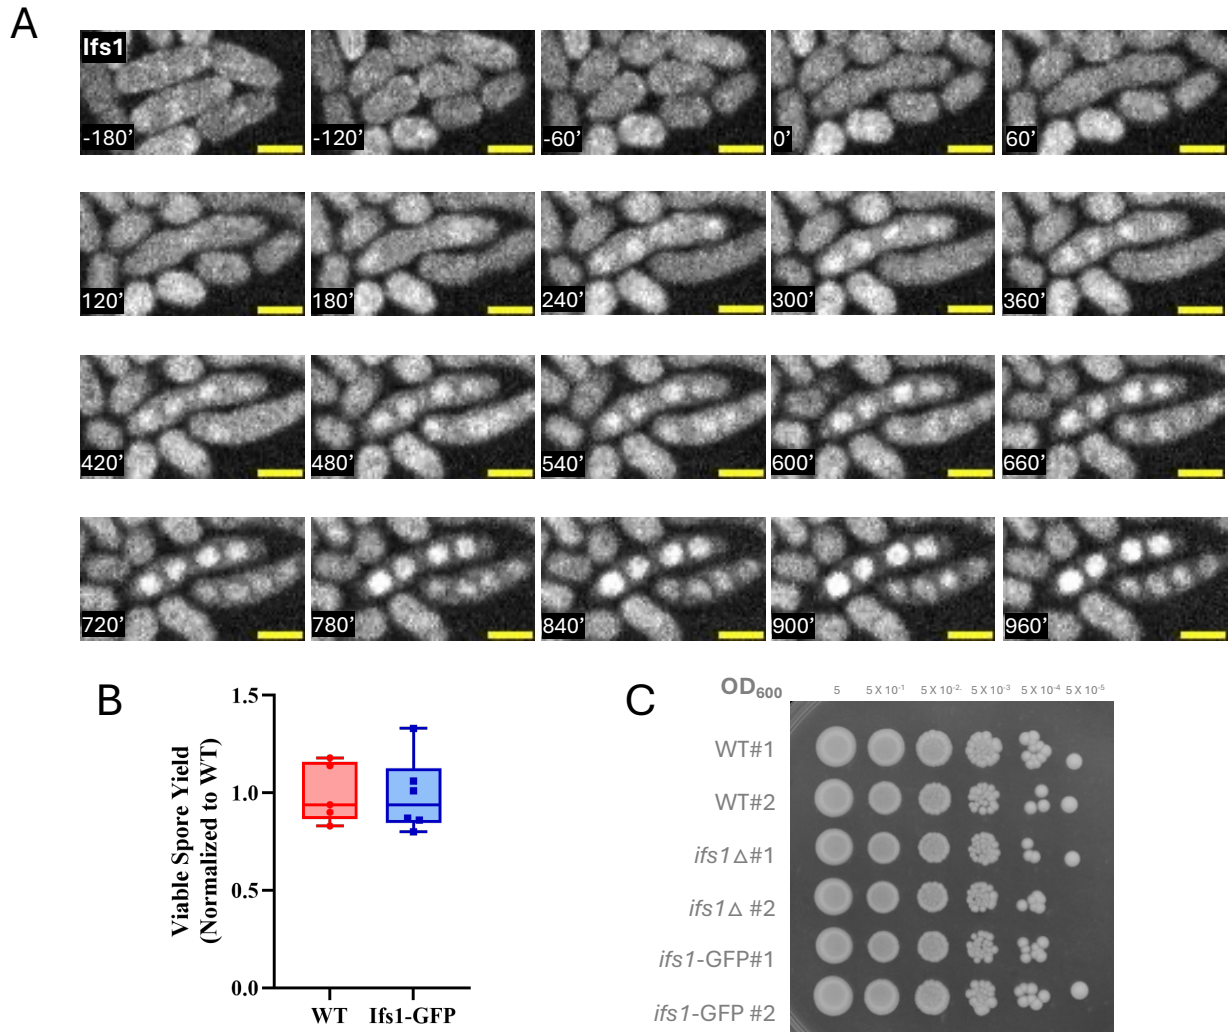 A
Ifs1
-180’
-120’
-60’
0’
60’
120’
180’
240’
300’
360’
420’
480’
540’
600’
660’
720’
780’
840’
900’
960’
B
Viable Spore Yield
(Normalized to WT)
1.5
1.0
0.5
0.0
WT
Ifs1-GFP
C
OD600
5
5 X 10-1
5 X 10-2.
5 X 10-3
5 X 10-4
5 X 10-5
WT#1
WT#2
ifs1△#1
ifs1△ #2
ifs1-GFP#1
ifs1-GFP #2